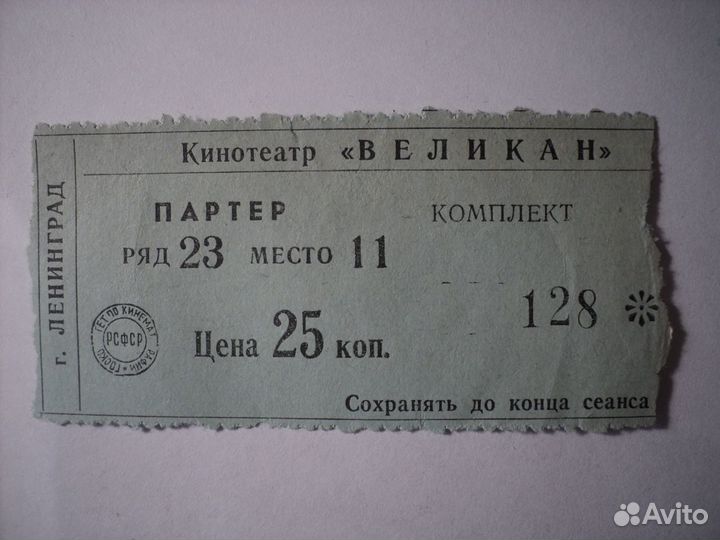 г. ЛЕНИНГРАД
Кинотеатр «ВЕЛИКАН»
ПАРТЕР КОМПЛЕКТ
РЯД 23 МЕСТО 11
128
Цена 25 коп.
РСФСР
Сохранять до конца сеанса
Avito